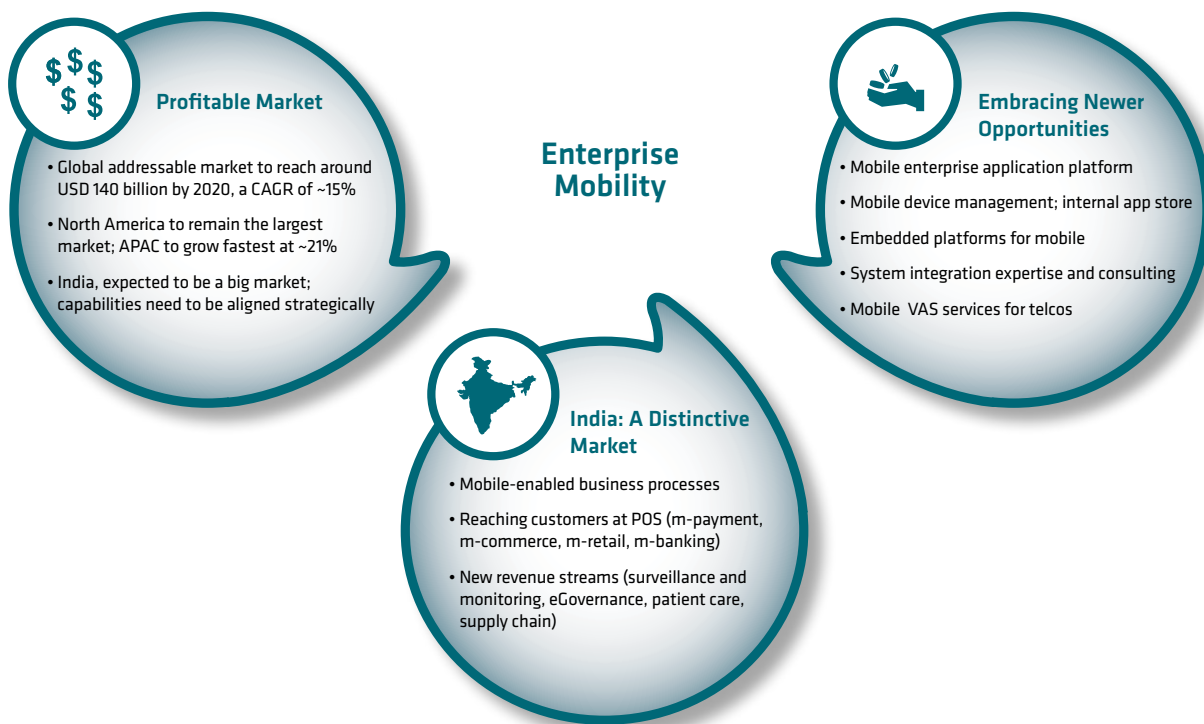 Enterprise
Mobility
$ $ $ $ $
Profitable Market
• Global addressable market to reach around
USD 140 billion by 2020, a CAGR of ~15%
• North America to remain the largest
market; APAC to grow fastest at ~21%
• India, expected to be a big market;
capabilities need to be aligned strategically
Embracing Newer
Opportunities
• Mobile enterprise application platform
• Mobile device management; internal app store
• Embedded platforms for mobile
• System integration expertise and consulting
• Mobile VAS services for telcos
India: A Distinctive
Market
• Mobile-enabled business processes
• Reaching customers at POS (m-payment,
m-commerce, m-retail, m-banking)
• New revenue streams (surveillance and
monitoring, eGovernance, patient care,
supply chain)